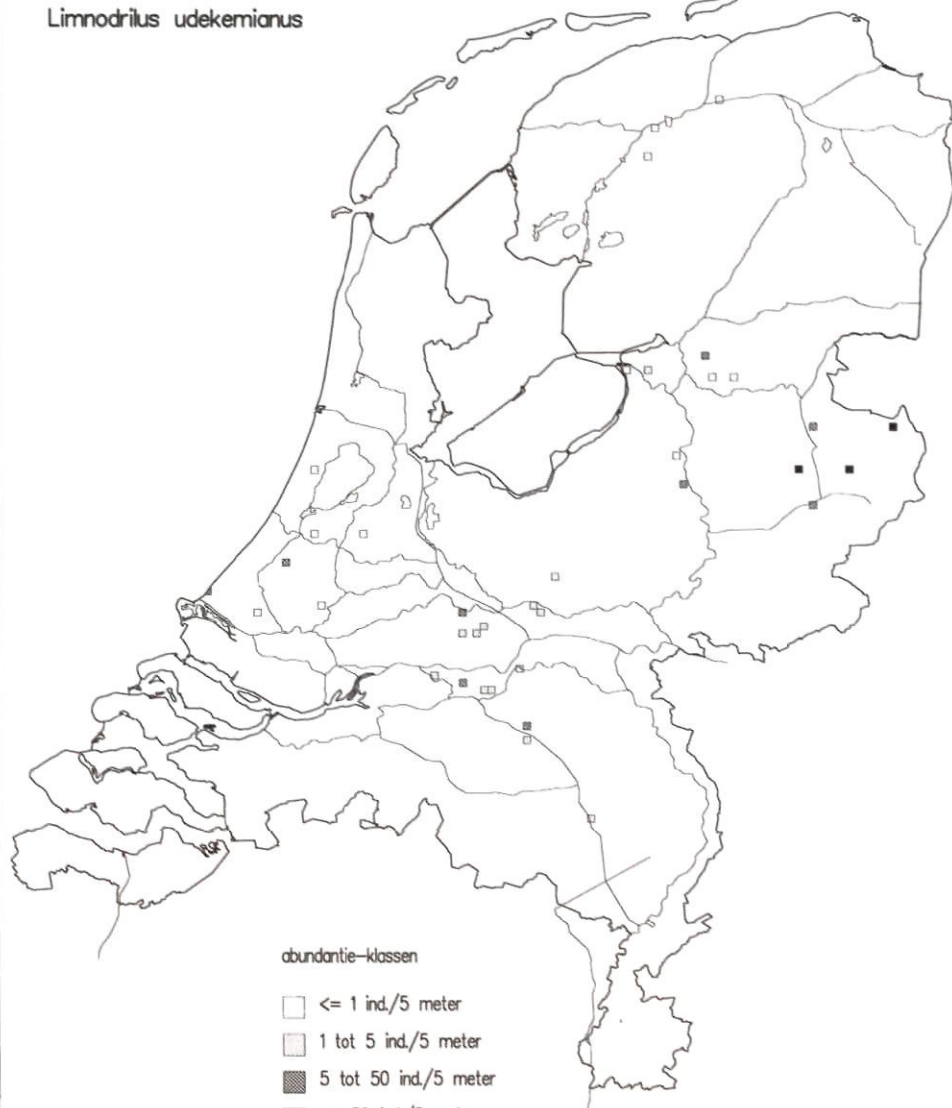 Limnodrilus udekemianus
abundantie-klassen
<= 1 ind./5 meter
1 tot 5 ind./5 meter
5 tot 50 ind./5 meter